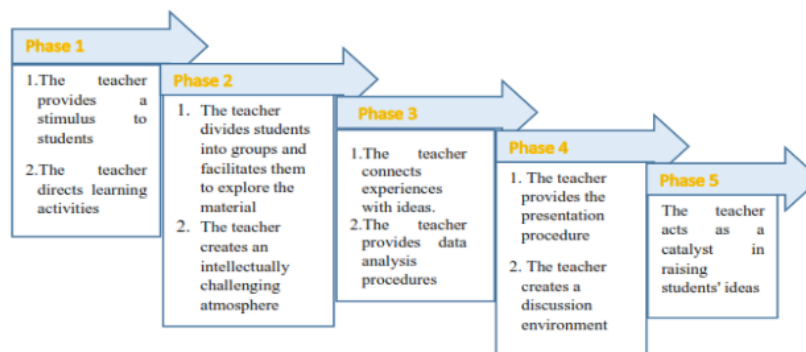 Phase 1
1.The teacher
provides a
stimulus to
students
2.The teacher
directs learning
activities
Phase 2
1. The teacher
divides students
into groups and
facilitates them
to explore the
material
2. The teacher
creates an
intellectually
challenging
atmosphere
Phase 3
1.The teacher
connects
experiences
with ideas.
2.The teacher
provides data
analysis
procedures
Phase 4
1. The teacher
provides the
presentation
procedure
2. The teacher
creates a
discussion
environment
Phase 5
The teacher
acts as a
catalyst in
raising
students' ideas